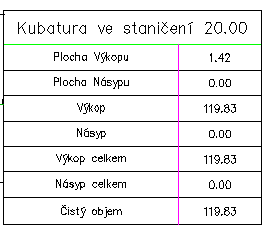 Kubatura ve staničení 20.00
Plocha Výkopu 1.42
Plocha Násypu 0.00
Výkop 119.83
Násyp 0.00
Výkop celkem 119.83
Násyp celkem 0.00
Čistý objem 119.83